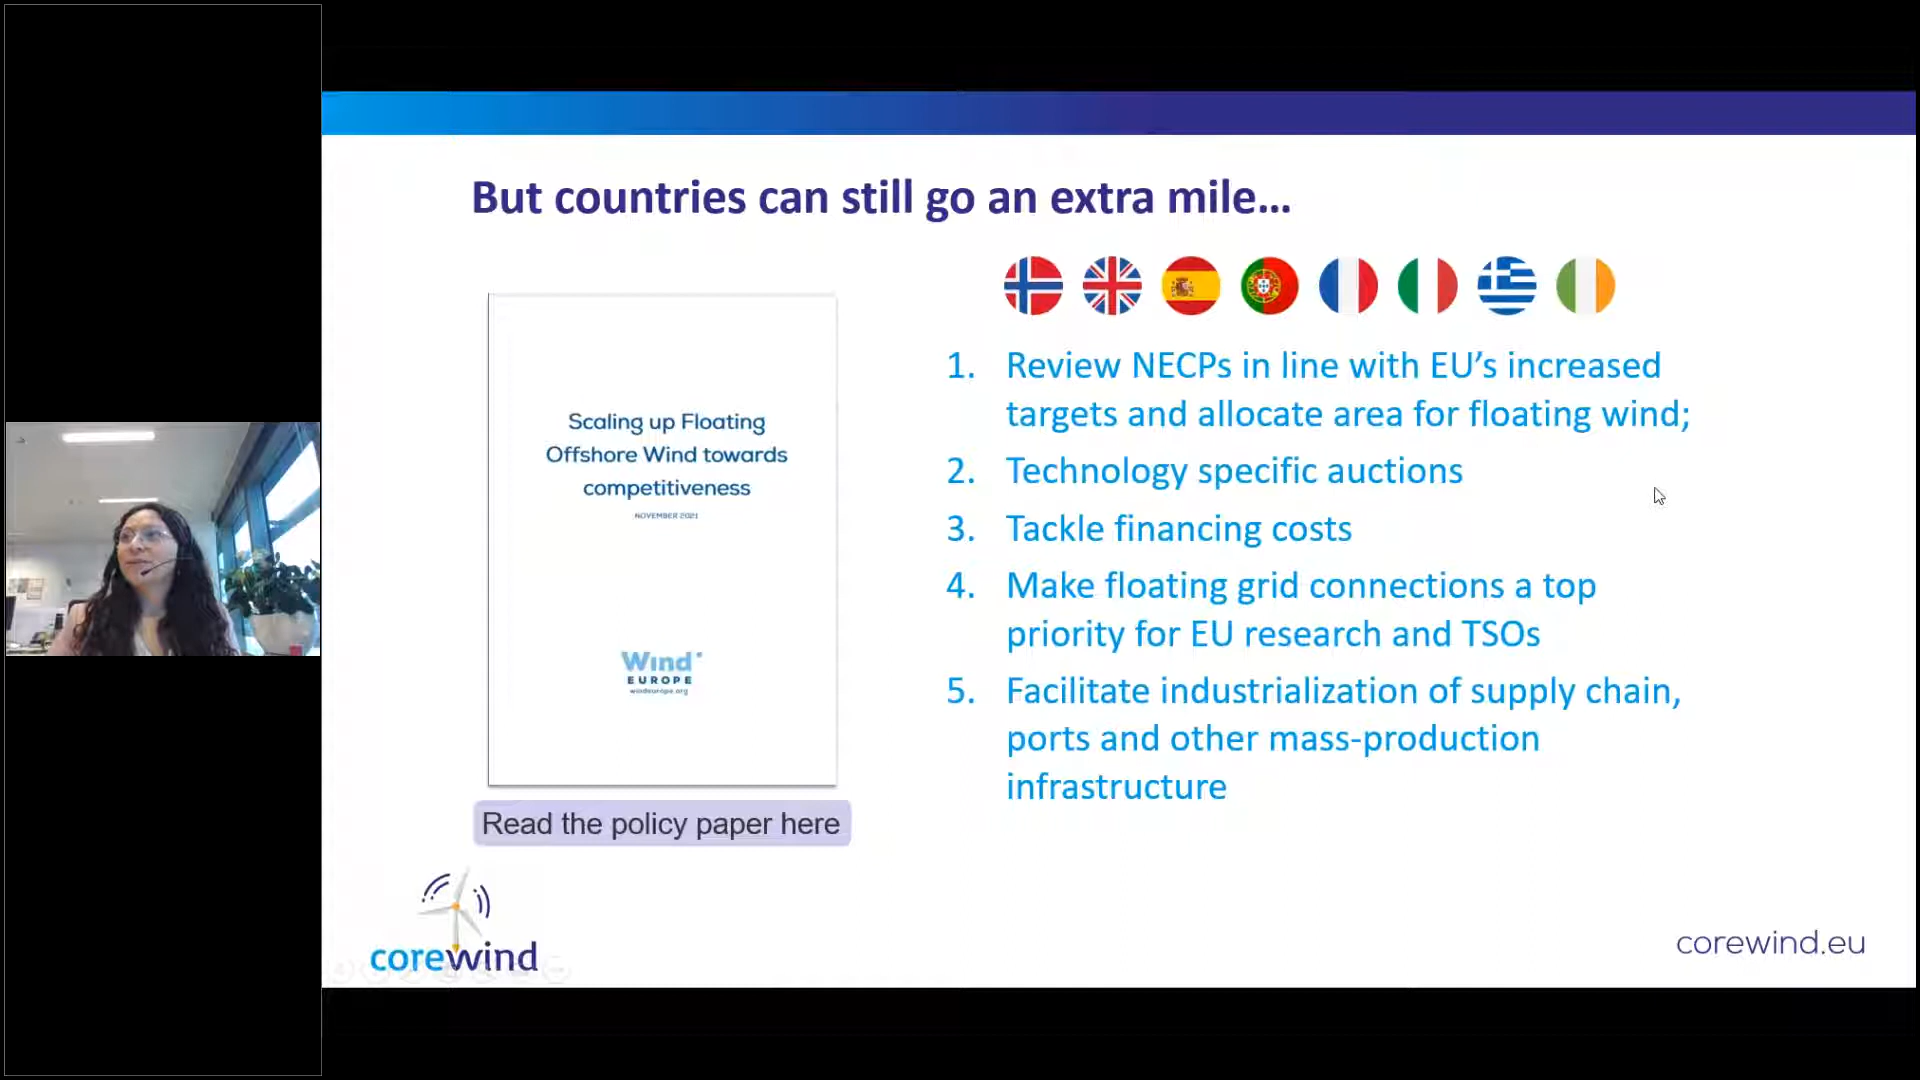 But countries can still go an extra mile...
Scaling up Floating
Offshore Wind towards
competitiveness
NOVEMBER 2021
Wind
EUROPE
windeurope.org
Read the policy paper here
1. Review NECPs in line with EU’s increased
targets and allocate area for floating wind;
2. Technology specific auctions
3. Tackle financing costs
4. Make floating grid connections a top
priority for EU research and TSOs
5. Facilitate industrialization of supply chain,
ports and other mass-production
infrastructure
corewind
corewind.eu